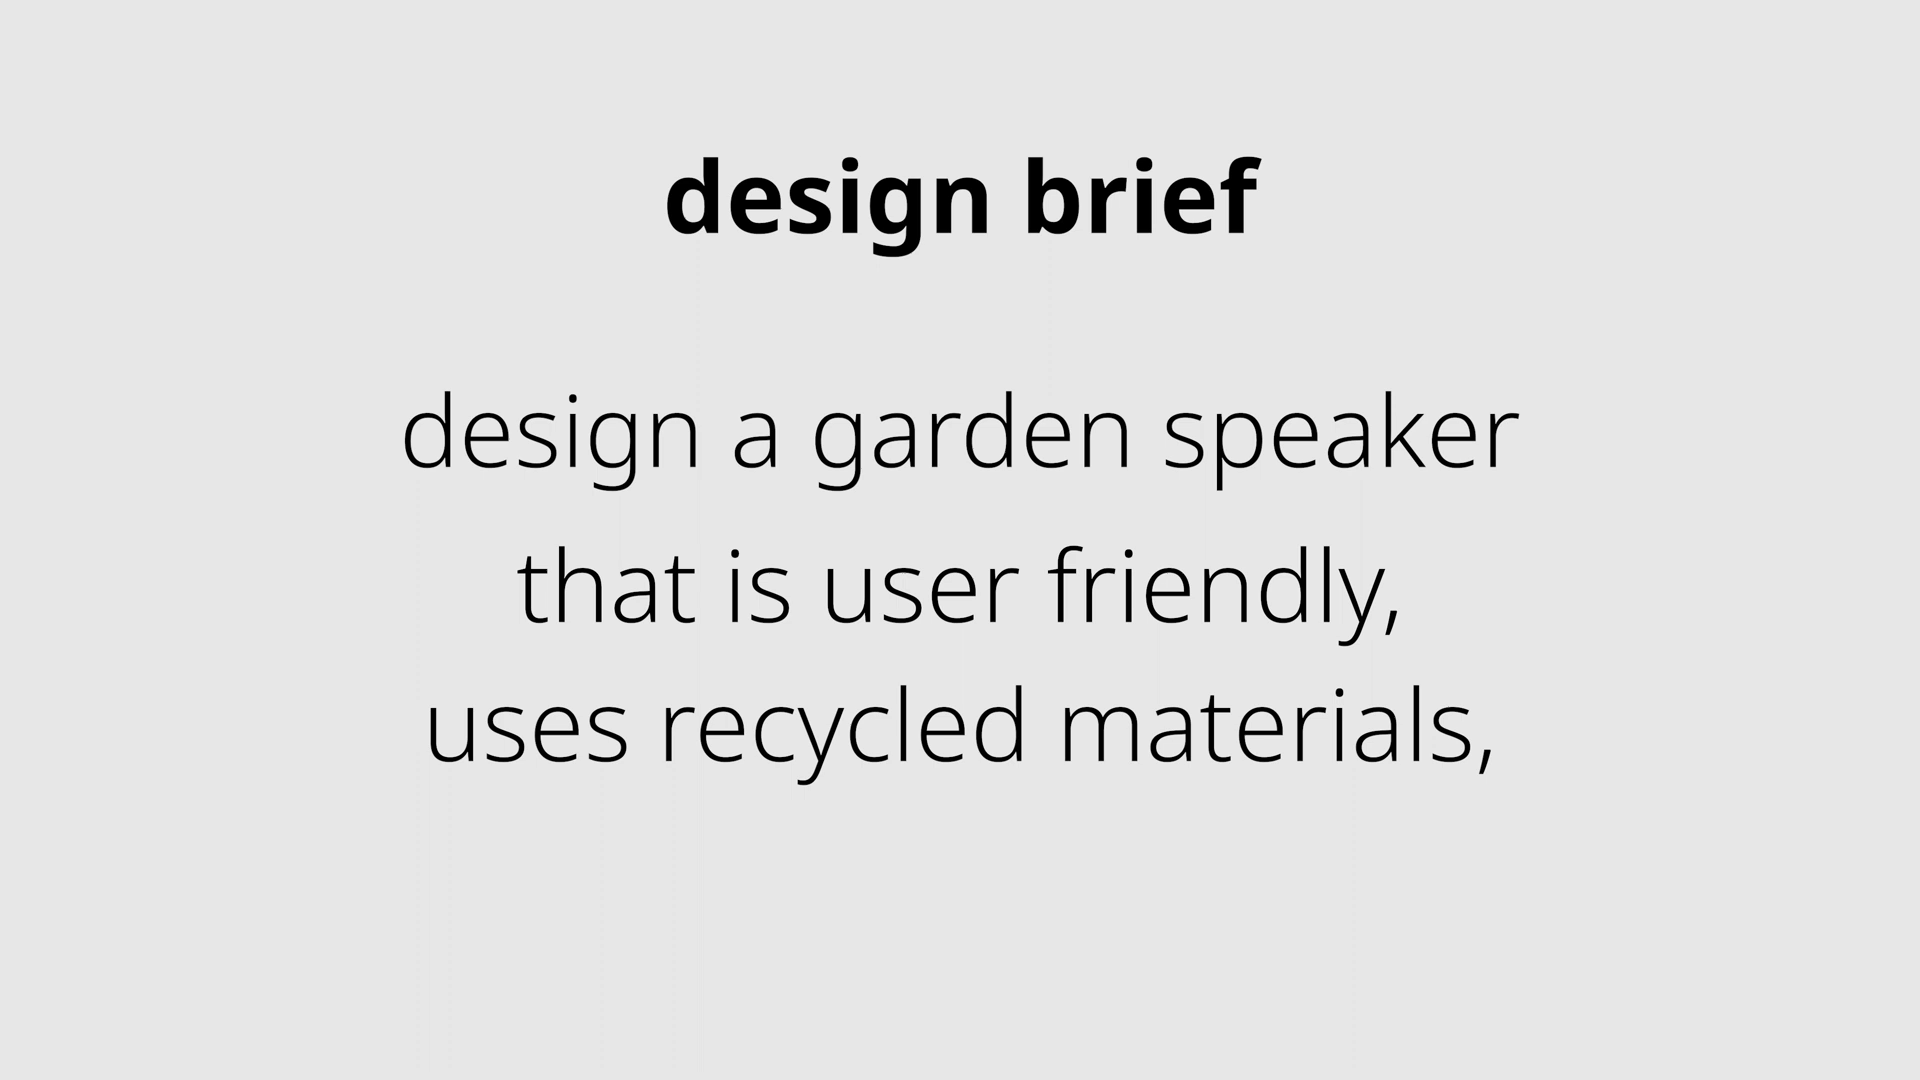 design brief
design a garden speaker
that is user friendly,
uses recycled materials,